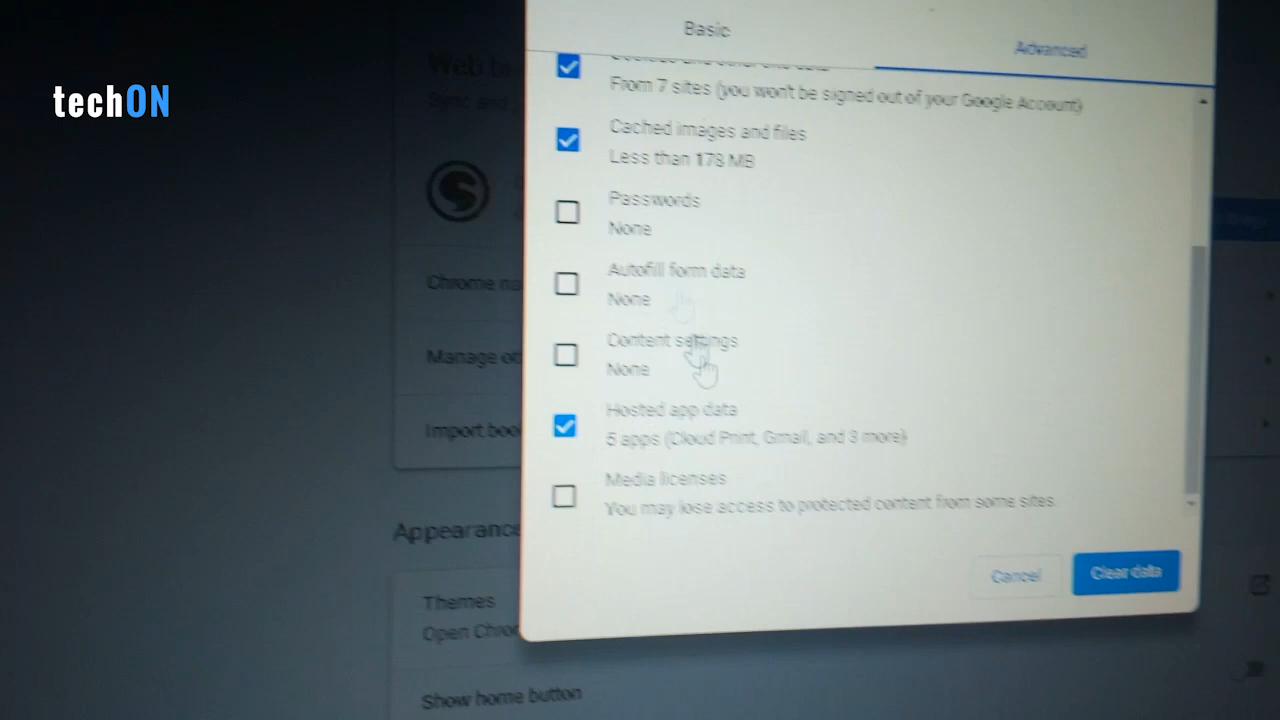 techON
Basic
Advanced
Web
Sync and
From 7 sites (you won't be signed out of your Google Account)
Cached images and files
Less than 178 MB
Passwords
None
Autofill form data
None
Content settings
None
Hosted app data
5 apps (Cloud Print, Gmail, and 3 more)
Media licenses
You may lose access to protected content from some sites.
Cancel
Clear data
Chrome na
Manage ot
Import boo
Appearance
Themes
Open Chro
Show home button